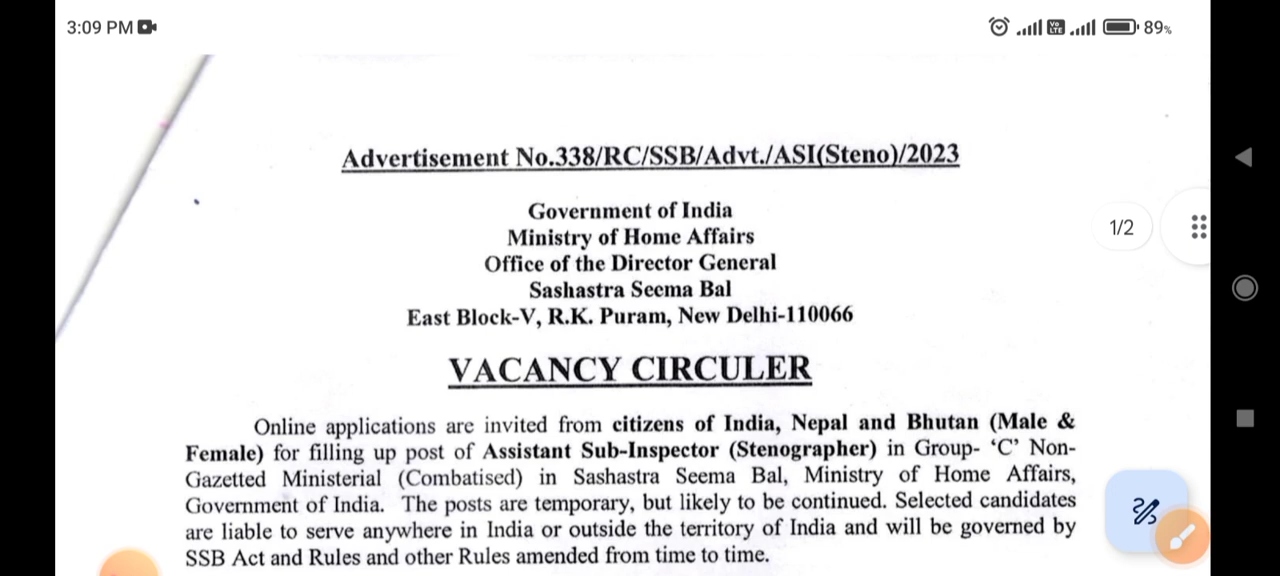 3:09 PM
Vo LTE
89%
Advertisement No.338/RC/SSB/Advt./ASI(Steno)/2023
Government of India
Ministry of Home Affairs
Office of the Director General
Sashastra Seema Bal
East Block-V, R.K. Puram, New Delhi-110066
1/2
VACANCY CIRCULER
Online applications are invited from citizens of India, Nepal and Bhutan (Male &
Female) for filling up post of Assistant Sub-Inspector (Stenographer) in Group- ‘C’ Non-
Gazetted Ministerial (Combatised) in Sashastra Seema Bal, Ministry of Home Affairs,
Government of India. The posts are temporary, but likely to be continued. Selected candidates
are liable to serve anywhere in India or outside the territory of India and will be governed by
SSB Act and Rules and other Rules amended from time to time.